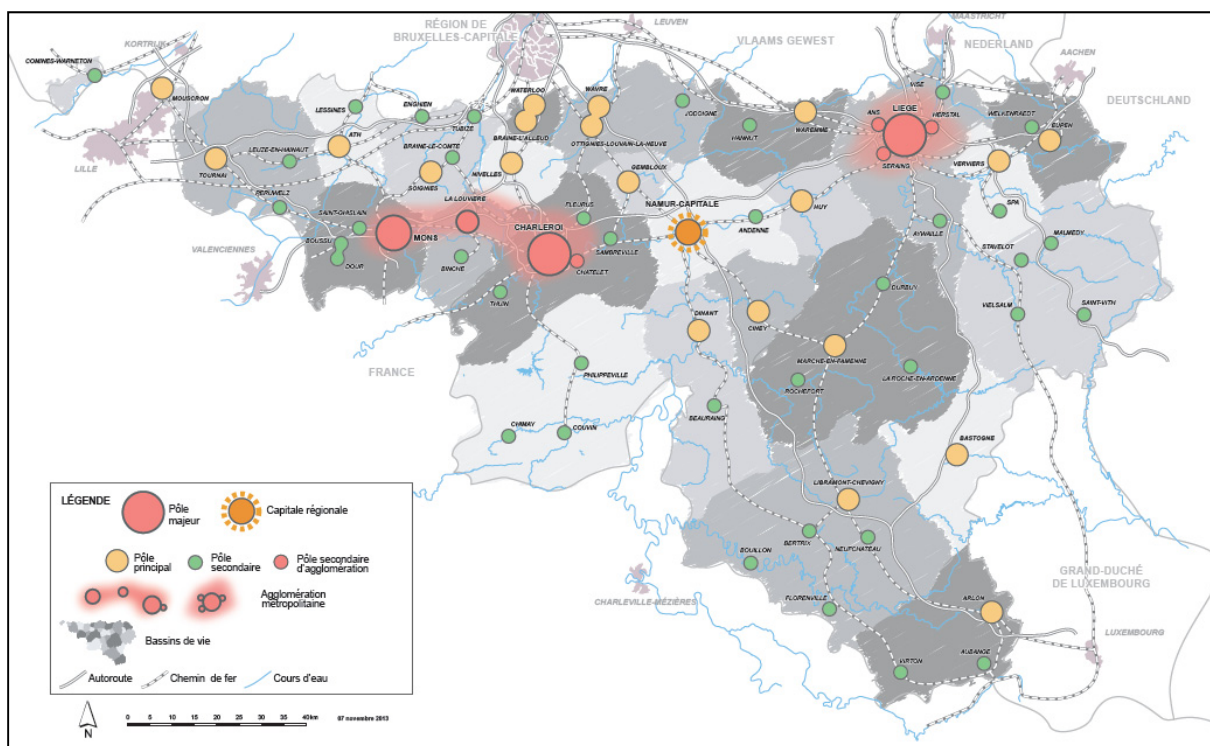 RÉGION DE
BRUXELLES-CAPITALE
LEUVEN
MAASTRICHT
VLAAMS GEWEST
NEDERLAND
AACHEN
DEUTSCHLAND
KORTRIJK
COMINES-WARNETON
MOUSCRON
LILLE
TOURNAI
LEUZE-EN-HAINAUT
PERUWELZ
LESSINES
ATH
ENGHIEN
TUBIZE
BRAINE-LE-COMTE
SOIGNIES
WATERLOO
BRAINE-L'ALLEUD
NIVELLES
WAVRE
OTTIGNIES-LOUVAIN-LA-NEUVE
JODOIGNE
HANNUT
WAREMME
GEMBLOUX
ANS
LIEGE
HERSTAL
SERAING
VISE
WELKENRAEDT
EUPEN
VERVIERS
SPA
HUY
ANDENNE
NAMUR-CAPITALE
SAINT-GHISLAIN
BOUSSU
DOUR
MONS
LA LOUVIERE
BINCHE
CHARLEROI
CHATELET
FLEURUS
SAMBREVILLE
THUIN
VALENCIENNES
AYWAILLE
STAVELOT
MALMEDY
VIELSALM
SAINT-VITH
DURBUY
DINANT
CINEY
MARCHE-EN-FAMENNE
ROCHEFORT
LA ROCHE-EN-ARDENNE
FRANCE
PHILIPPEVILLE
CHIMAY
COUVIN
BEAURAING
BASTOGNE
LIBRAMONT-CHEVIGNY
BERTRIX
NEUFCHATEAU
BOUILLON
FLORENVILLE
CHARLEVILLE-MÉZIÈRES
GRAND-DUCHÉ
DE LUXEMBOURG
LUXEMBOURG
ARLON
AUBANGE
VIRTON
LÉGENDE
Pôle
majeur
Capitale régionale
Pôle
principal
Pôle
secondaire
Pôle secondaire
d'agglomération
Agglomération
métropolitaine
Bassins de vie
Autoroute
Chemin de fer
Cours d'eau
N
0 5 10 15 20 25 30 40km
07 novembre 2013